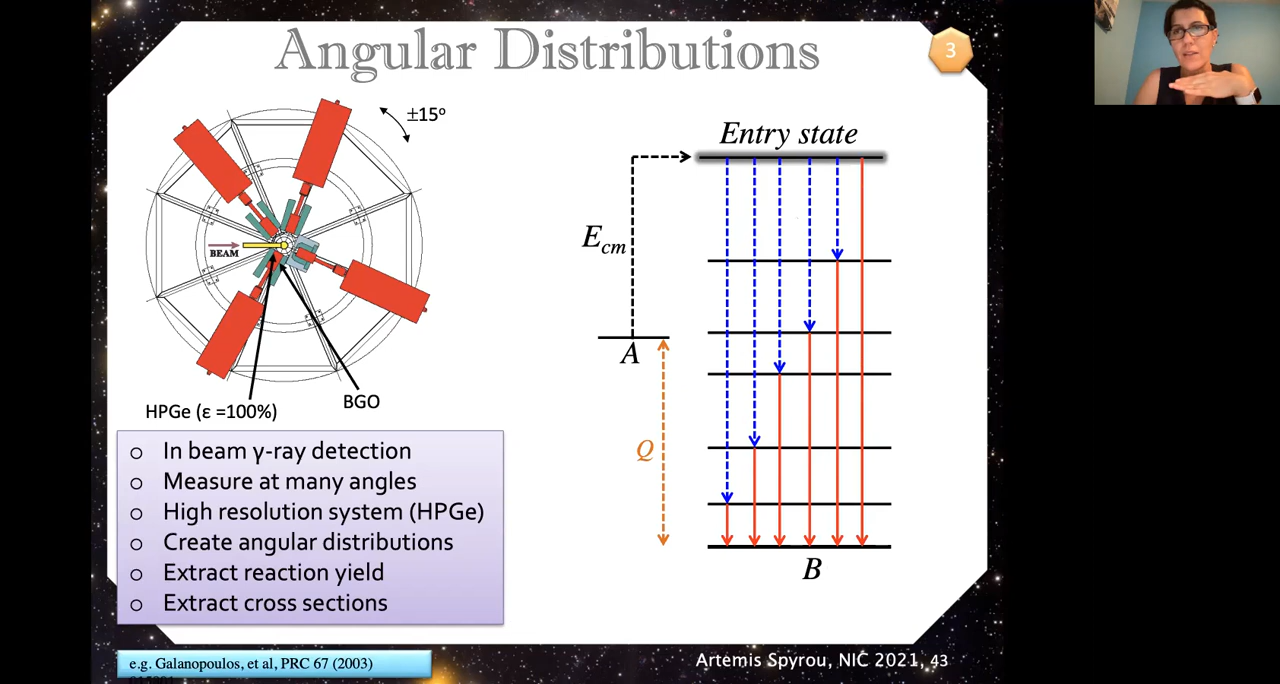 Angular Distributions
3
±15º
BEAM
HPGe (ε =100%)
BGO
Entry state
Ecm
A
Q
B
o In beam γ-ray detection
o Measure at many angles
o High resolution system (HPGe)
o Create angular distributions
o Extract reaction yield
o Extract cross sections
e.g. Galanopoulos, et al, PRC 67 (2003)
Artemis Spyrou, NIC 2021, 43